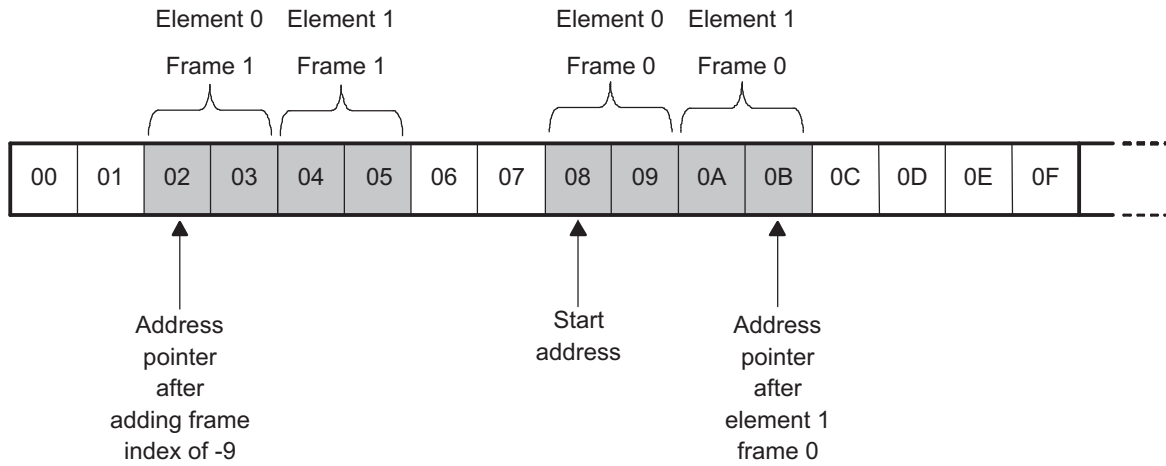 Element 0 Element 1 Element 0 Element 1
Frame 1 Frame 1 Frame 0 Frame 0
00 01 02 03 04 05 06 07 08 09 0A 0B 0C 0D 0E 0F
Address
pointer
after
adding frame
index of -9
Start
address
Address
pointer
after
element 1
frame 0